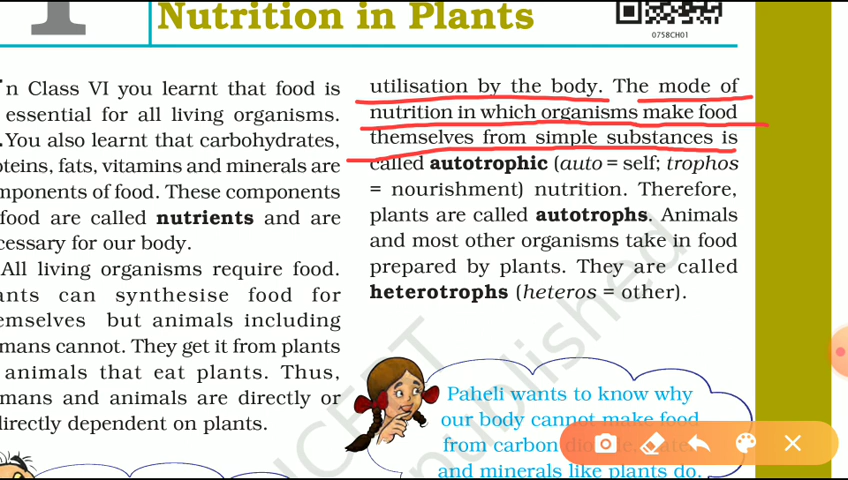 1
Nutrition in Plants
0758CH01
n Class VI you learnt that food is
essential for all living organisms.
You also learnt that carbohydrates,
oteins, fats, vitamins and minerals are
mponents of food. These components
food are called nutrients and are
cessary for our body.
All living organisms require food.
ants can synthesise food for
emselves but animals including
mans cannot. They get it from plants
animals that eat plants. Thus,
mans and animals are directly or
directly dependent on plants.
utilisation by the body. The mode of
nutrition in which organisms make food
themselves from simple substances is
called autotrophic (auto = self; trophos
= nourishment) nutrition. Therefore,
plants are called autotrophs. Animals
and most other organisms take in food
prepared by plants. They are called
heterotrophs (heteros = other).
Paheli wants to know why
our body cannot make food
from carbon
and minerals like plants do.